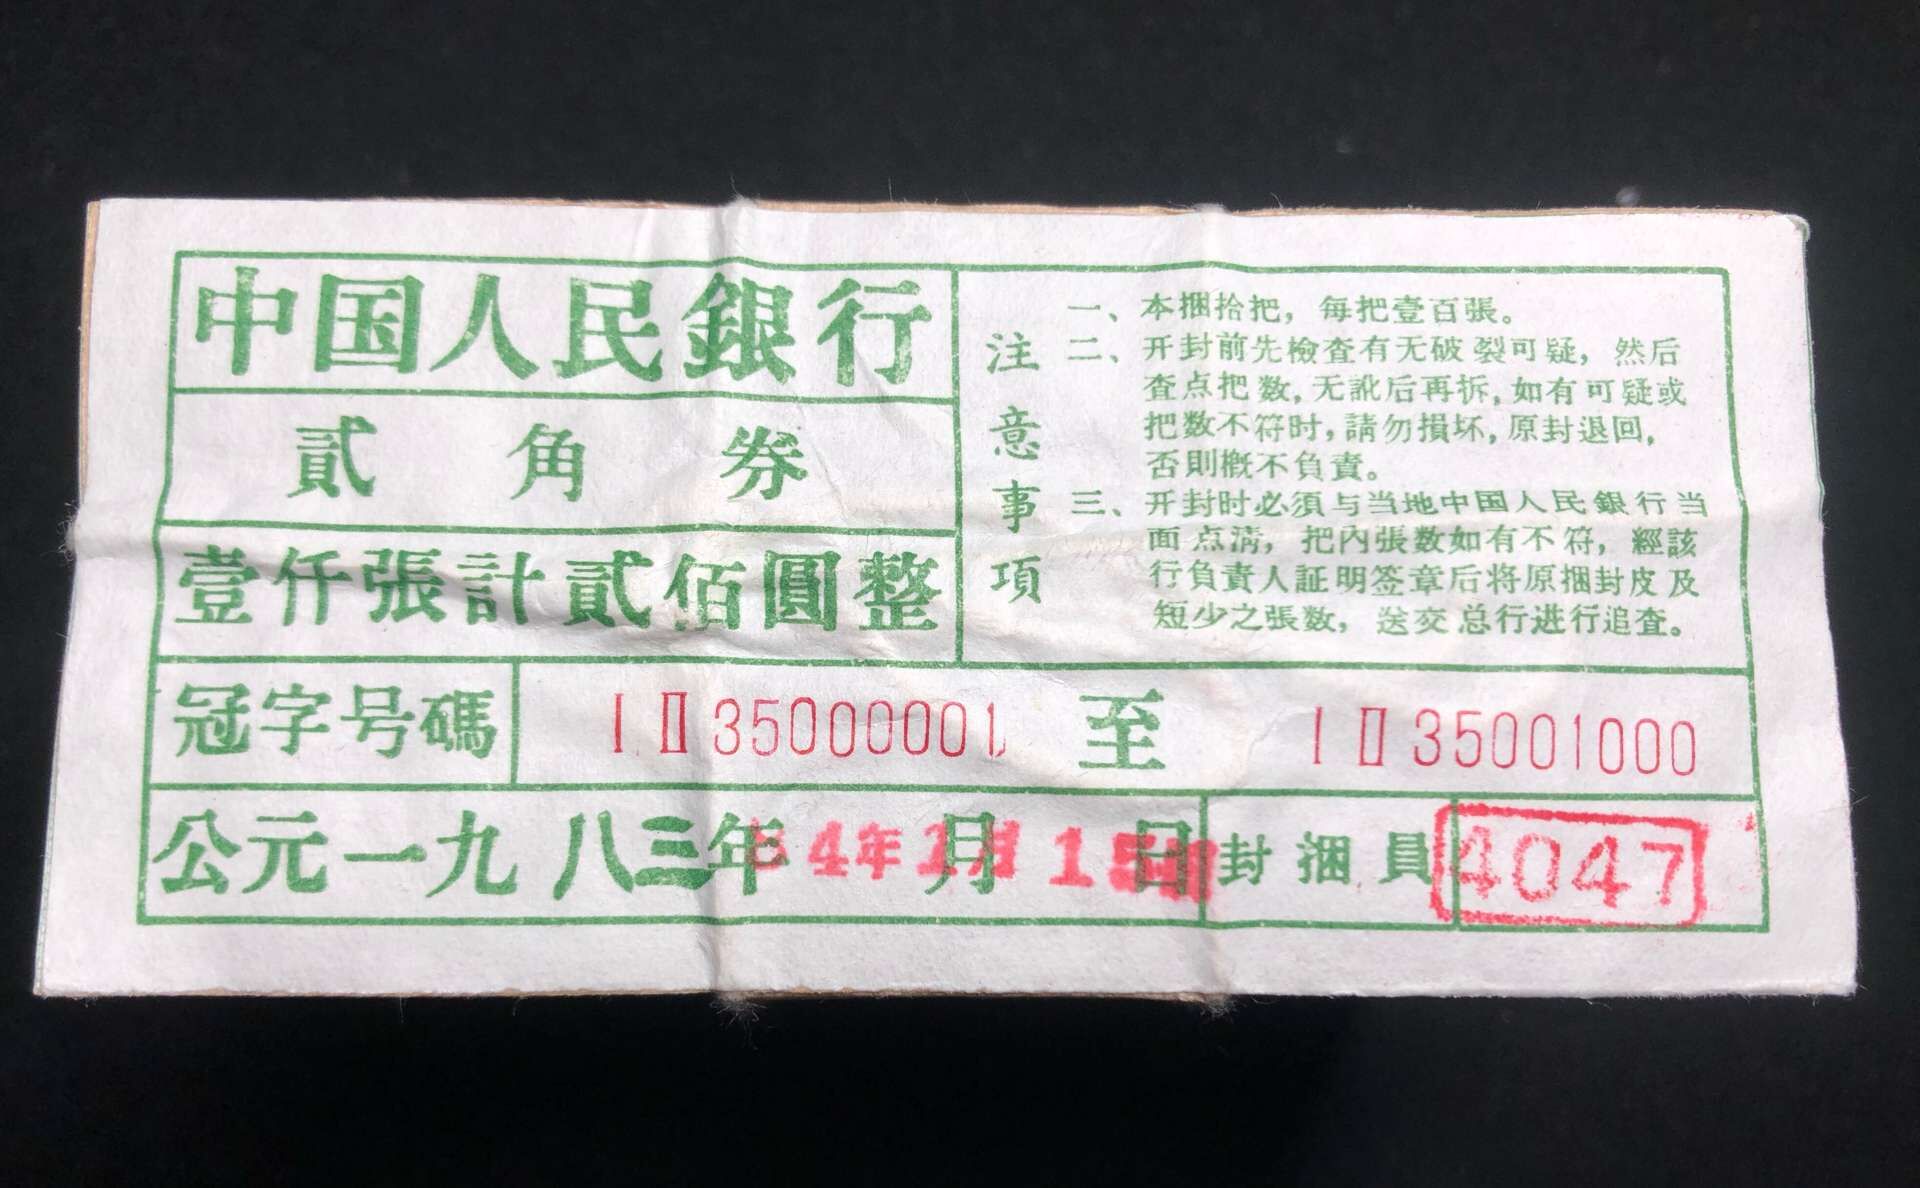 中国人民銀行
貳角券
壹仟張計貳佰圓整
注意事項
一、本捆拾把，每把壹百張。
二、开封前先檢查有无破裂可疑，然后
查点把数，无訛后再拆，如有可疑或
把数不符时，請勿損坏，原封退回，
否則概不負責。
三、开封时必須与当地中国人民銀行当
面点清，把內張数如有不符，經該
行負責人証明签章后将原捆封皮及
短少之張数，送交总行进行追查。
冠字号碼 I II 35000001 至 I II 35001000
公元一九八三年 月 日 封捆員 4047
4年 月 1